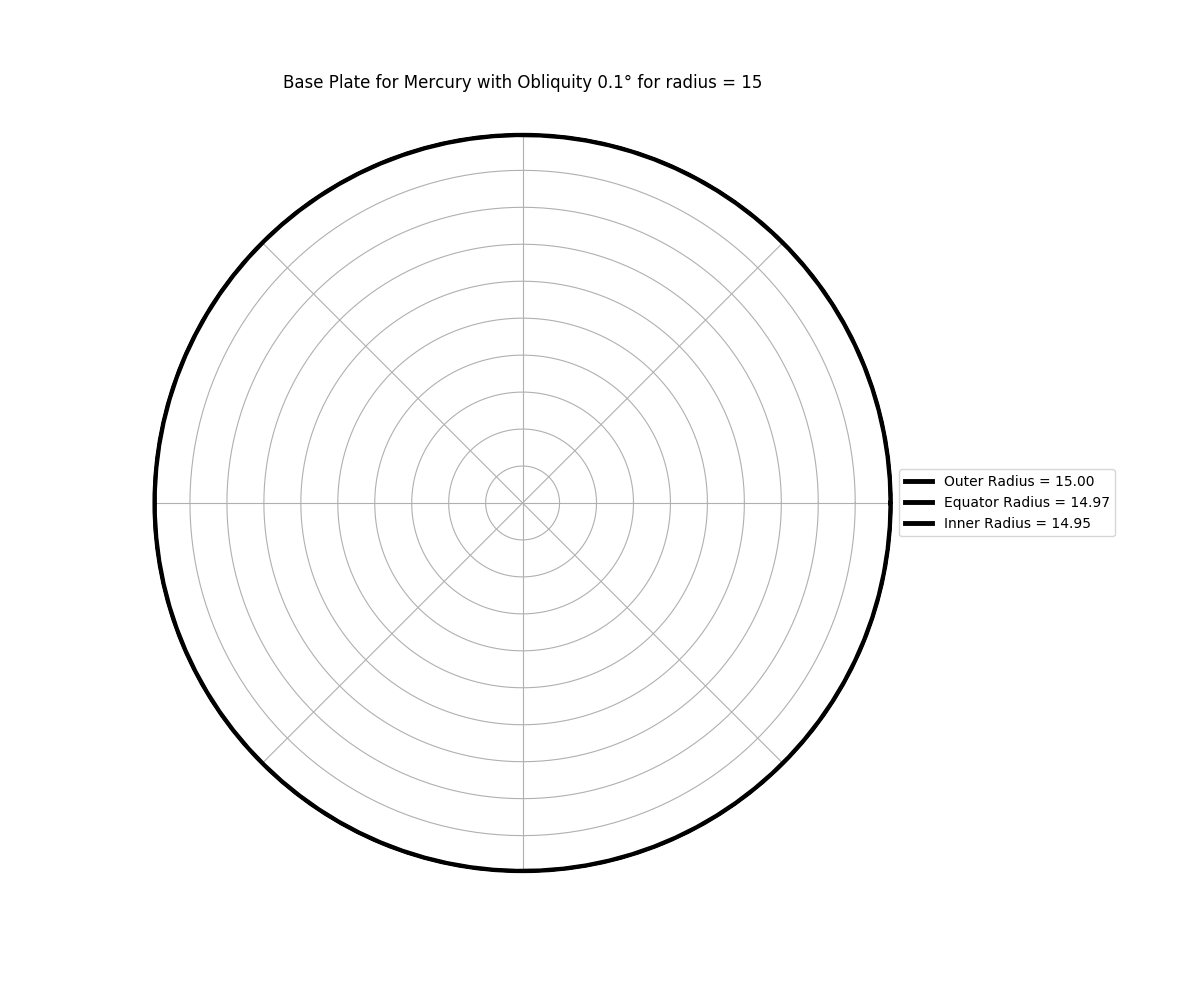 Base Plate for Mercury with Obliquity 0.1° for radius = 15
Outer Radius = 15.00
Equator Radius = 14.97
Inner Radius = 14.95